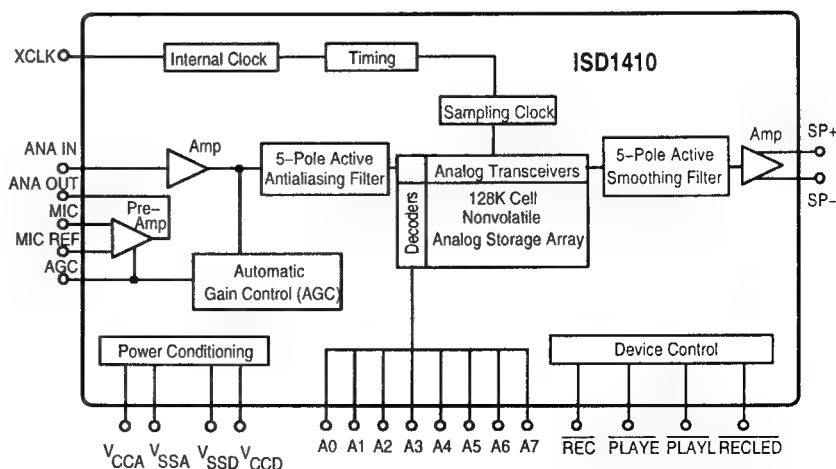 XCLK
Internal Clock
Timing
ISD1410
Sampling Clock
ANA IN
Amp
5–Pole Active
Antialiasing Filter
Analog Transceivers
5–Pole Active
Smoothing Filter
Amp
SP+
SP–
ANA OUT
MIC
Pre–
Amp
MIC REF
AGC
Decoders
128K Cell
Nonvolatile
Analog Storage Array
Automatic
Gain Control (AGC)
Power Conditioning
Device Control
VCCA
VSSA
VSSD
VCCD
A0
A1
A2
A3
A4
A5
A6
A7
REC
PLAYE
PLAYL
RECLED